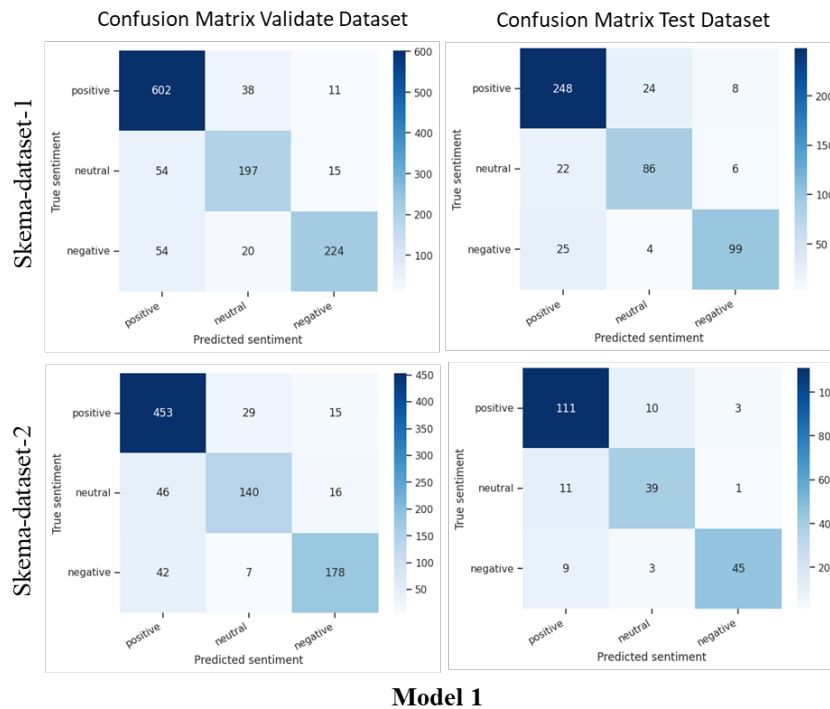 Confusion Matrix Validate Dataset
Confusion Matrix Test Dataset
Skema-dataset-1
True sentiment
positive
neutral
negative
602 38 11
54 197 15
54 20 224
600
500
400
300
200
100
positive neutral negative
Predicted sentiment
True sentiment
positive
neutral
negative
248 24 8
22 86 6
25 4 99
200
150
100
50
positive neutral negative
Predicted sentiment
Skema-dataset-2
True sentiment
positive
neutral
negative
453 29 15
46 140 16
42 7 178
450
400
350
300
250
200
150
100
50
positive neutral negative
Predicted sentiment
True sentiment
positive
neutral
negative
111 10 3
11 39 1
9 3 45
10
80
60
40
20
positive neutral negative
Predicted sentiment
Model 1